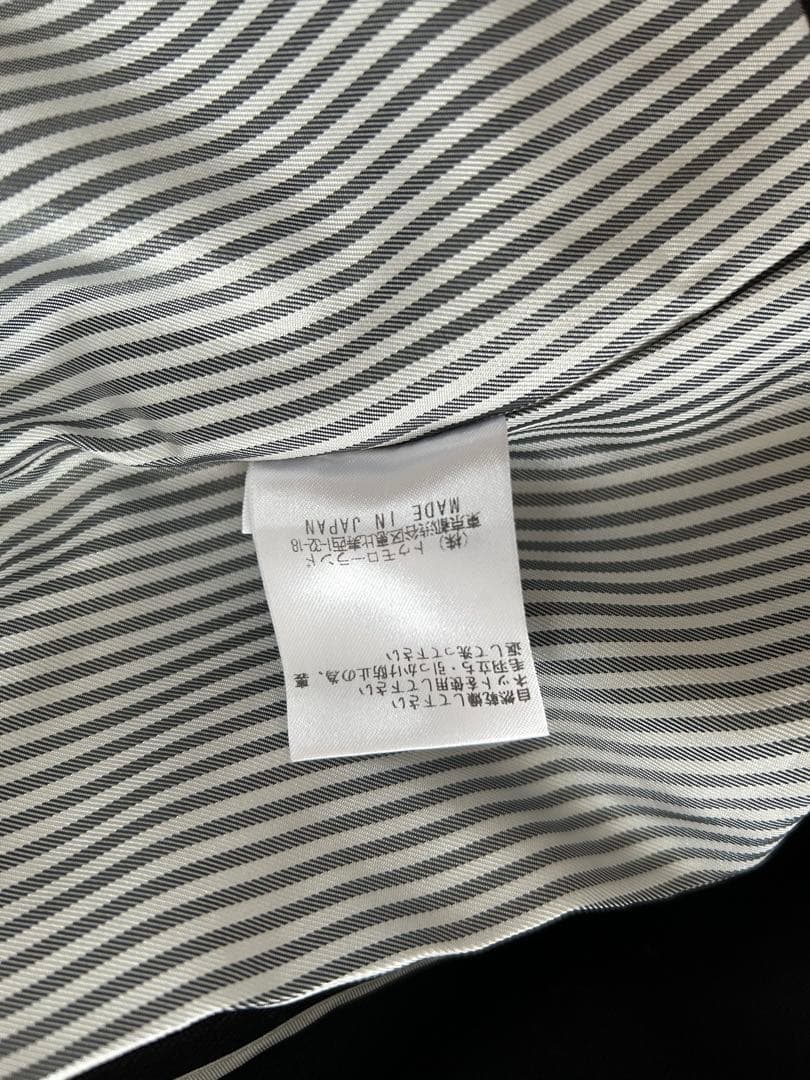 自然乾燥して下さい
ネットを使用して下さい
毛羽立ち・引っかけ防止の為、裏
返して洗って下さい
(株) トゥモローランド
東京都渋谷区恵比寿西1-32-18
MADE IN JAPAN